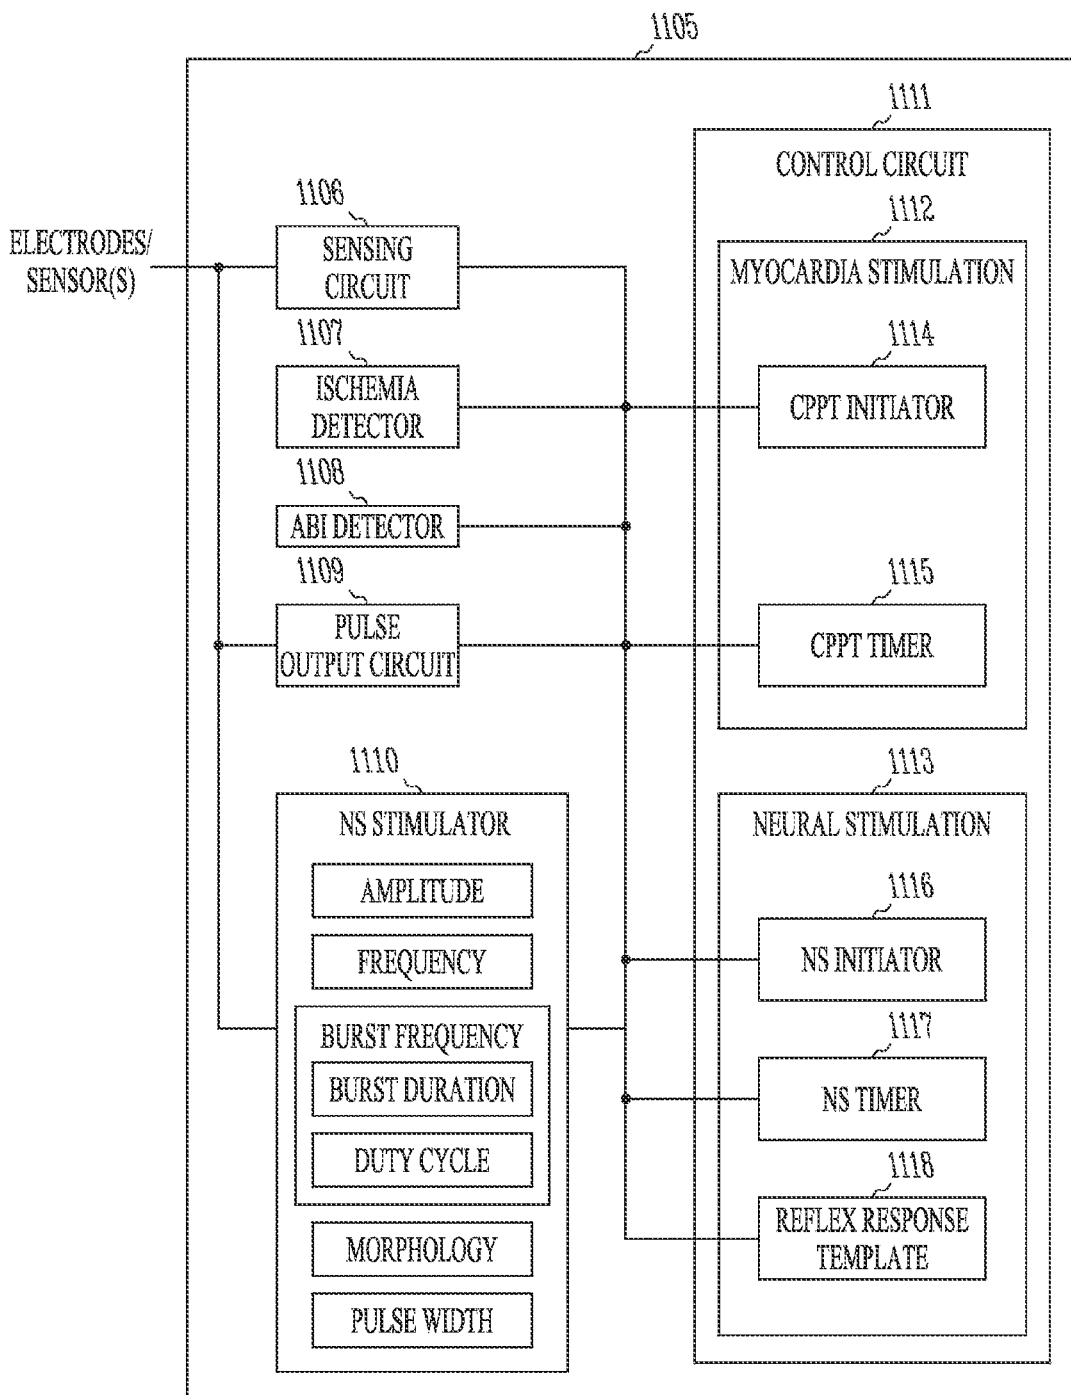 1105
1111
CONTROL CIRCUIT
1106
1112
ELECTRODES/
SENSOR(S)
SENSING
CIRCUIT
MYOCARDIA STIMULATION
1107
1114
ISCHEMIA
DETECTOR
CPPT INITIATOR
1108
ABI DETECTOR
1109
1115
PULSE
OUTPUT CIRCUIT
CPPT TIMER
1110
1113
NS STIMULATOR
NEURAL STIMULATION
AMPLITUDE
1116
FREQUENCY
NS INITIATOR
BURST FREQUENCY
1117
BURST DURATION
NS TIMER
DUTY CYCLE
1118
MORPHOLOGY
REFLEX RESPONSE
TEMPLATE
PULSE WIDTH